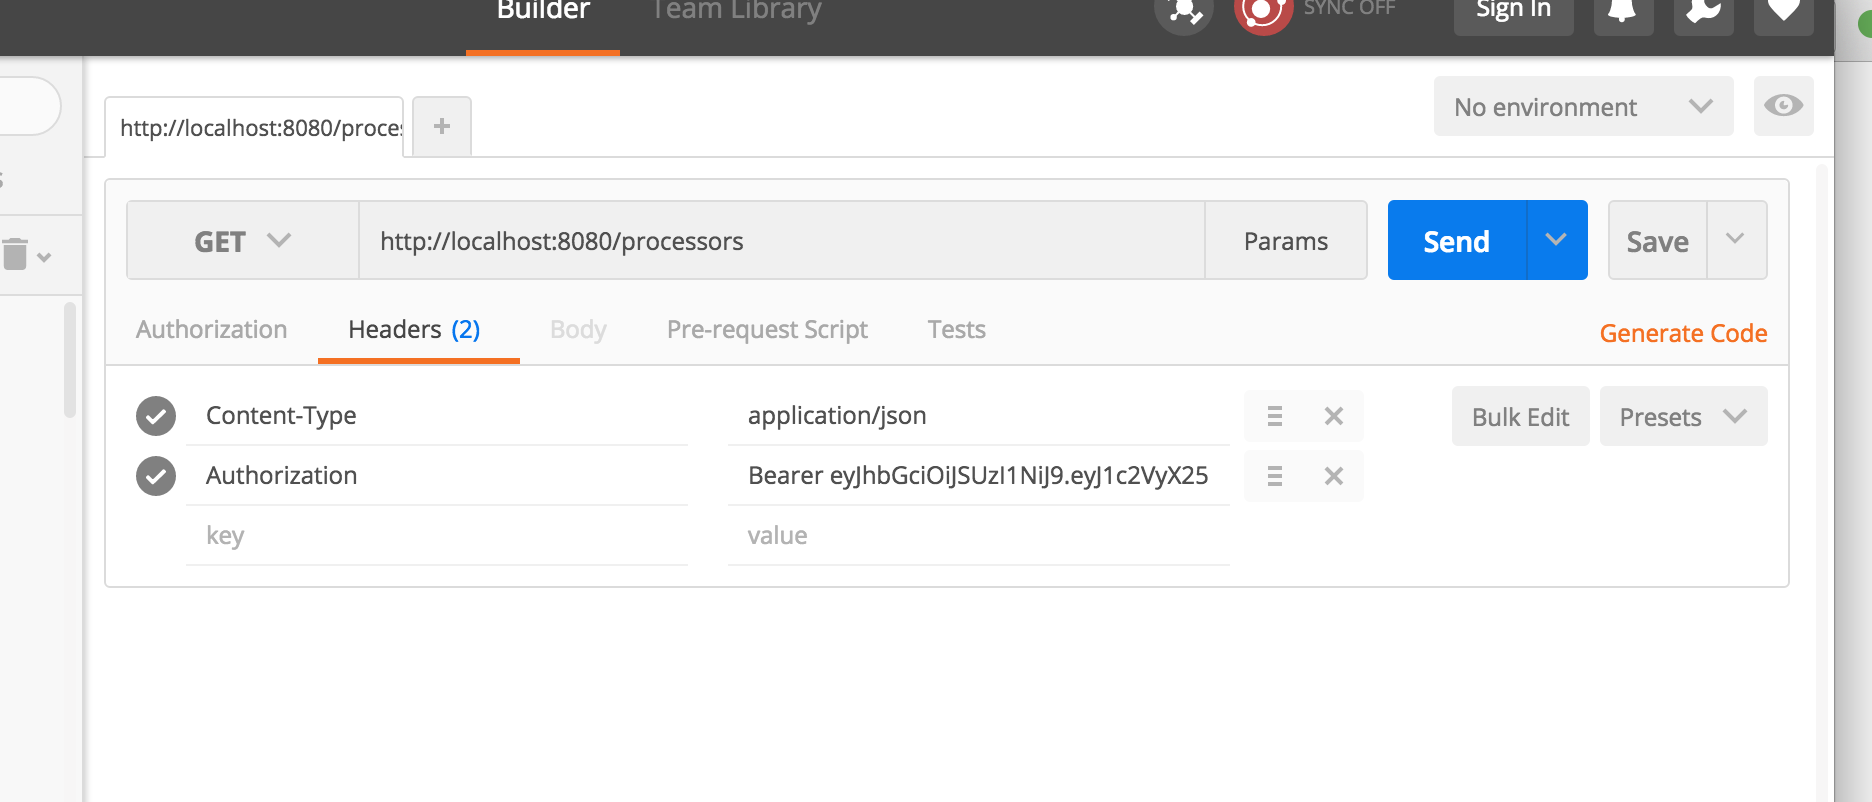 Builder Team Library SYNC OFF Sign In
http://localhost:8080/proces
+
No environment
GET http://localhost:8080/processors Params Send Save
Authorization Headers (2) Body Pre-request Script Tests Generate Code
Content-Type application/json Bulk Edit Presets
Authorization Bearer eyJhbGciOiJSUzI1NiJ9.eyJ1c2VyX25
key value